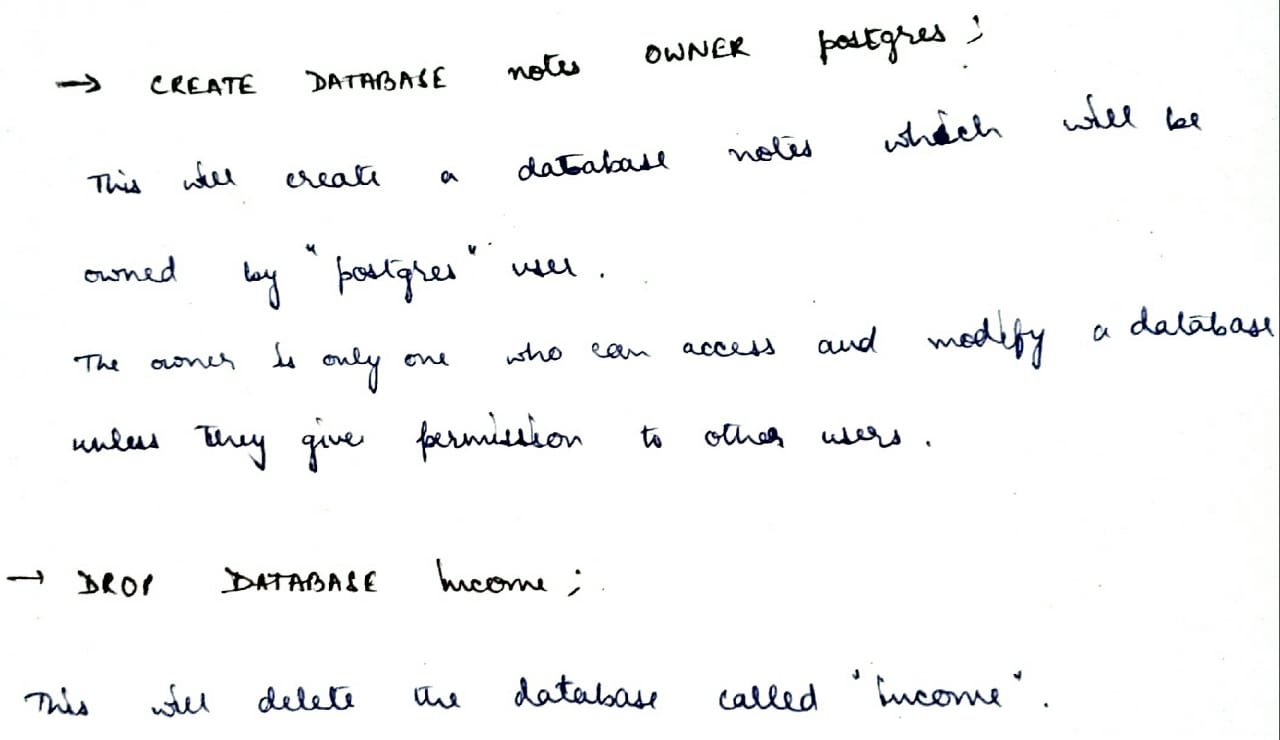 → CREATE DATABASE notes OWNER postgres;
This will create a database notes which will be
owned by "postgres" user.
The owner is only one who can access and modify a database
unless they give permission to other users.
→ DROP DATABASE income;
This will delete the database called "income".